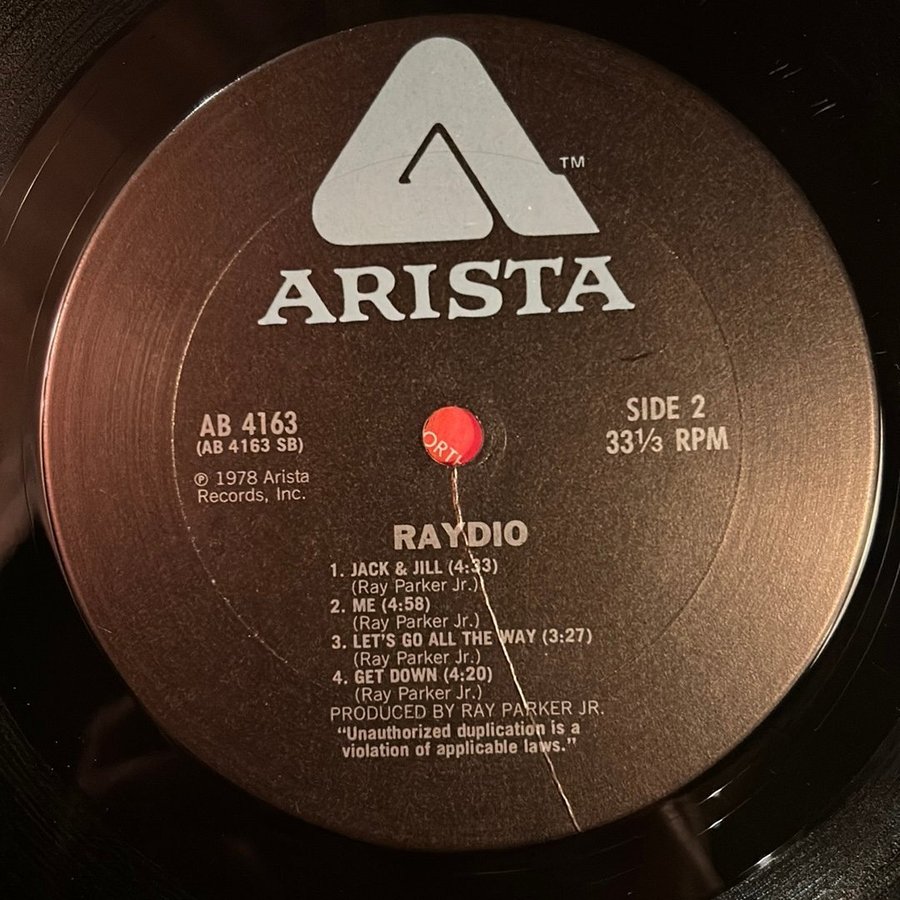 TM
ARISTA
AB 4163
(AB 4163 SB)
℗ 1978 Arista
Records, Inc.
SIDE 2
33⅓ RPM
ORTH
RAYDIO
1. JACK & JILL (4:33)
(Ray Parker Jr.)
2. ME (4:58)
(Ray Parker Jr.)
3. LET'S GO ALL THE WAY (3:27)
(Ray Parker Jr.)
4. GET DOWN (4:20)
(Ray Parker Jr.)
PRODUCED BY RAY PARKER JR.
"Unauthorized duplication is a
violation of applicable laws."